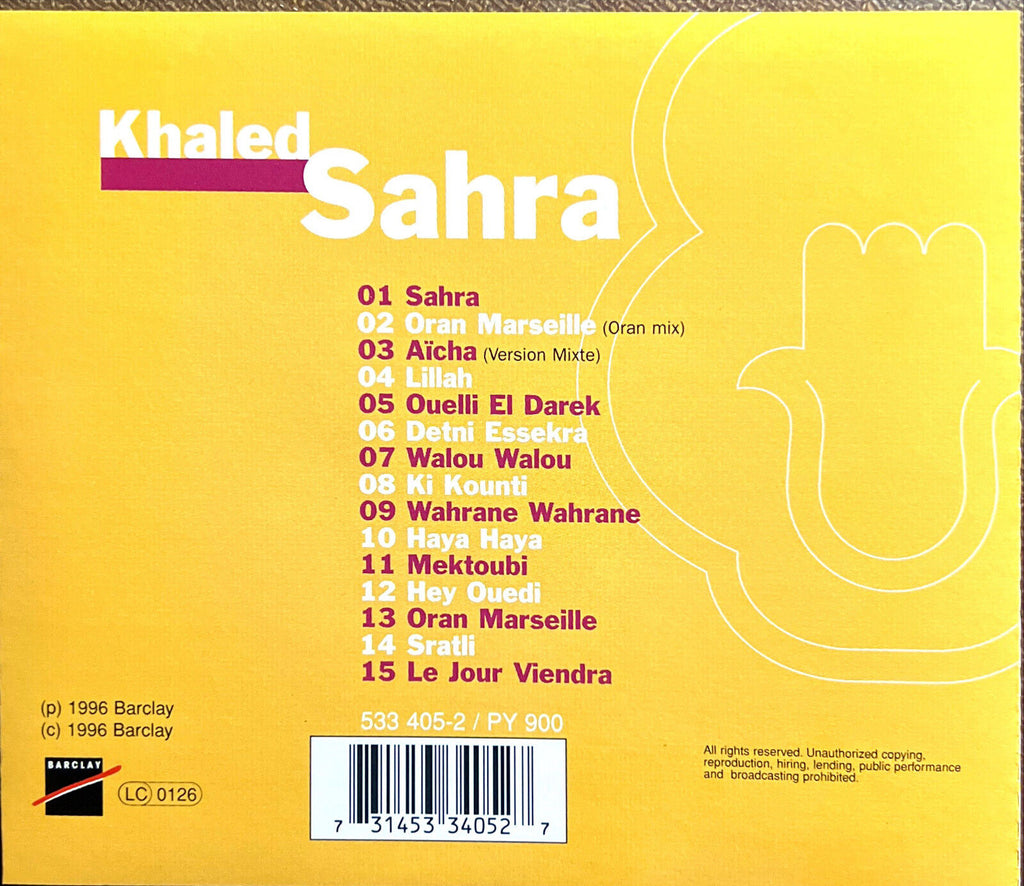 Khaled
Sahra
01 Sahra
02 Oran Marseille (Oran mix)
03 Aïcha (Version Mixte)
04 Lillah
05 Ouelli El Darek
06 Detni Essekra
07 Walou Walou
08 Ki Kounti
09 Wahrane Wahrane
10 Haya Haya
11 Mektoubi
12 Hey Ouedi
13 Oran Marseille
14 Sratli
15 Le Jour Viendra
533 405-2 / PY 900
(p) 1996 Barclay
(c) 1996 Barclay
BARCLAY
LC 0126
7 31453 34052 7
All rights reserved. Unauthorized copying,
reproduction, hiring, lending, public performance
and broadcasting prohibited.